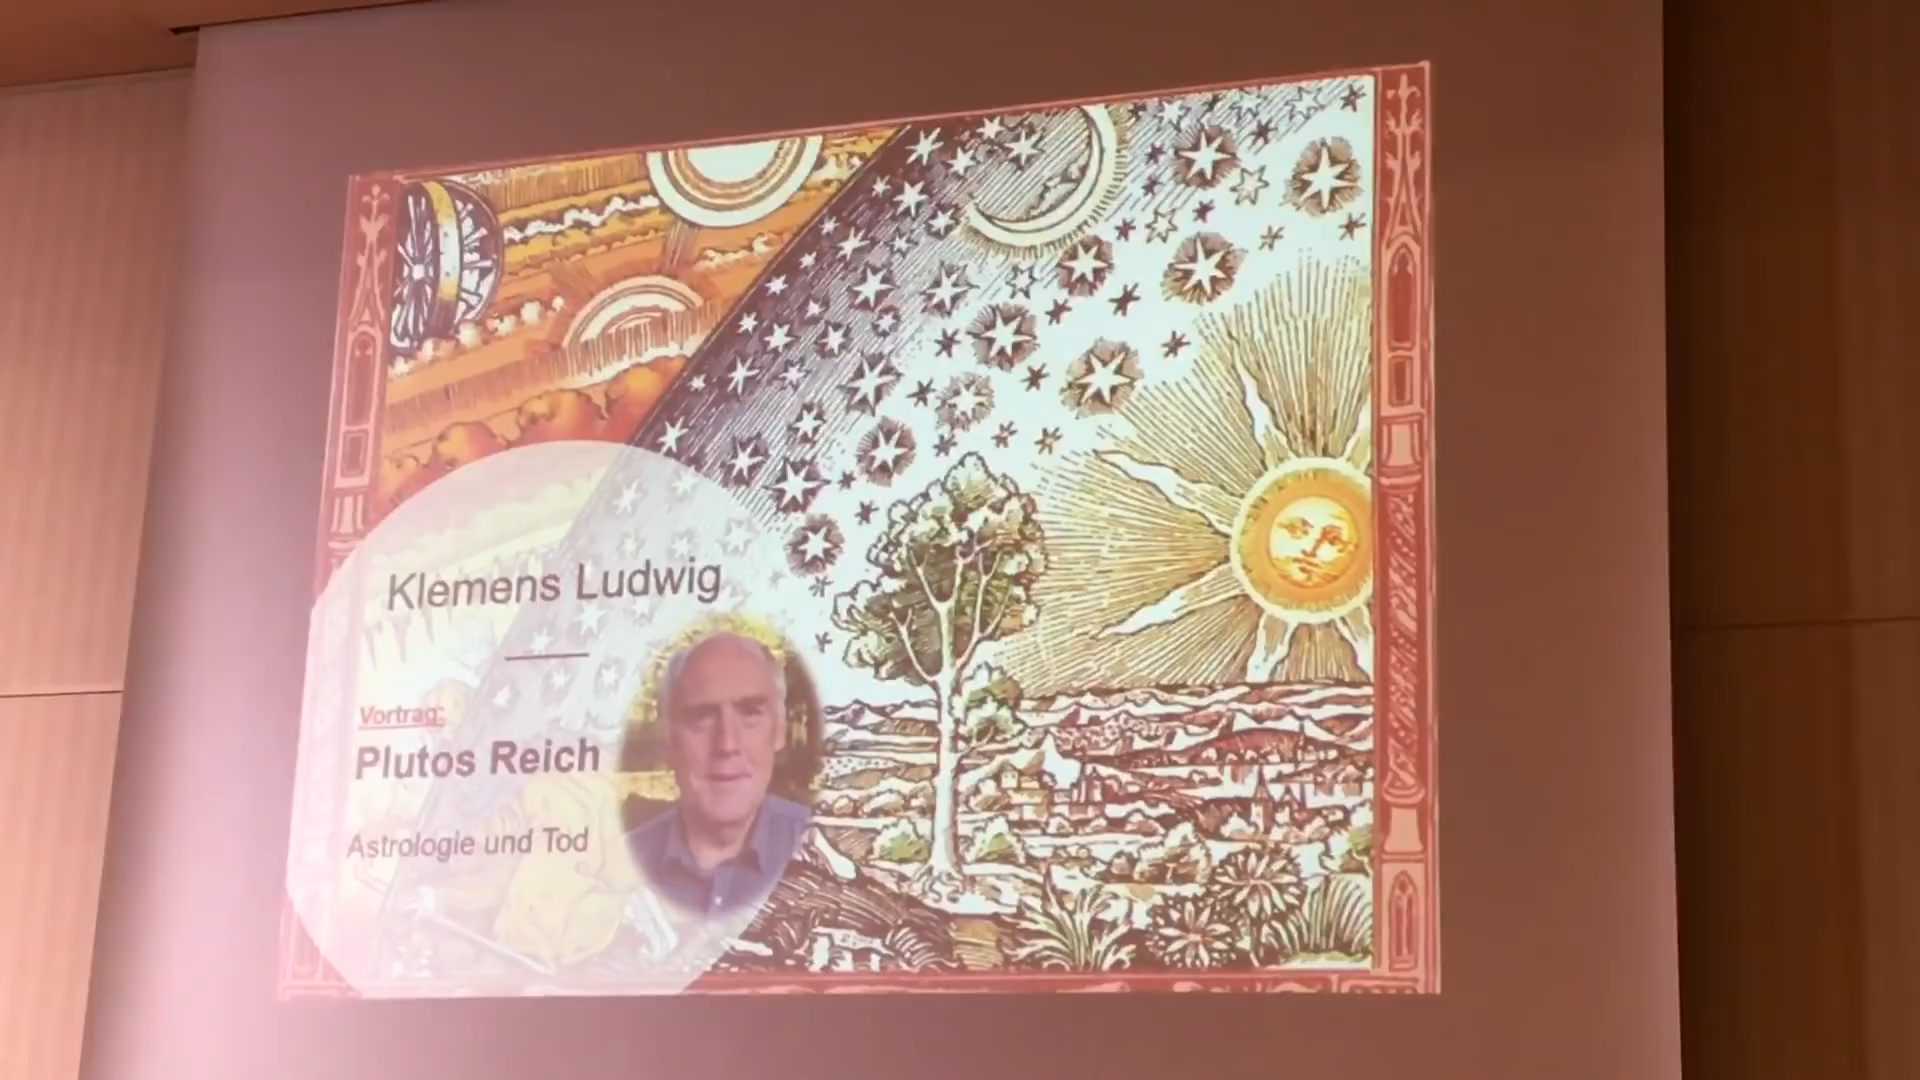 Klemens Ludwig
Vortrag:
Plutos Reich
Astrologie und Tod